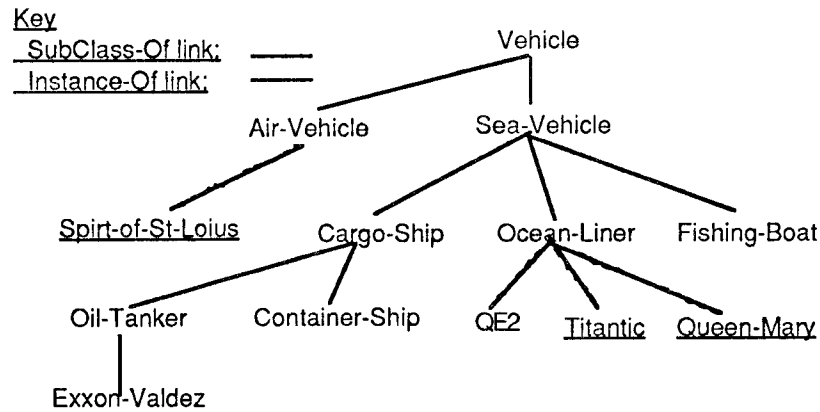 Key
SubClass-Of link;
Instance-Of link;
Vehicle
Air-Vehicle
Sea-Vehicle
Spirt-of-St-Loius
Cargo-Ship
Ocean-Liner
Fishing-Boat
Oil-Tanker
Container-Ship
QE2
Titantic
Queen-Mary
Exxon-Valdez